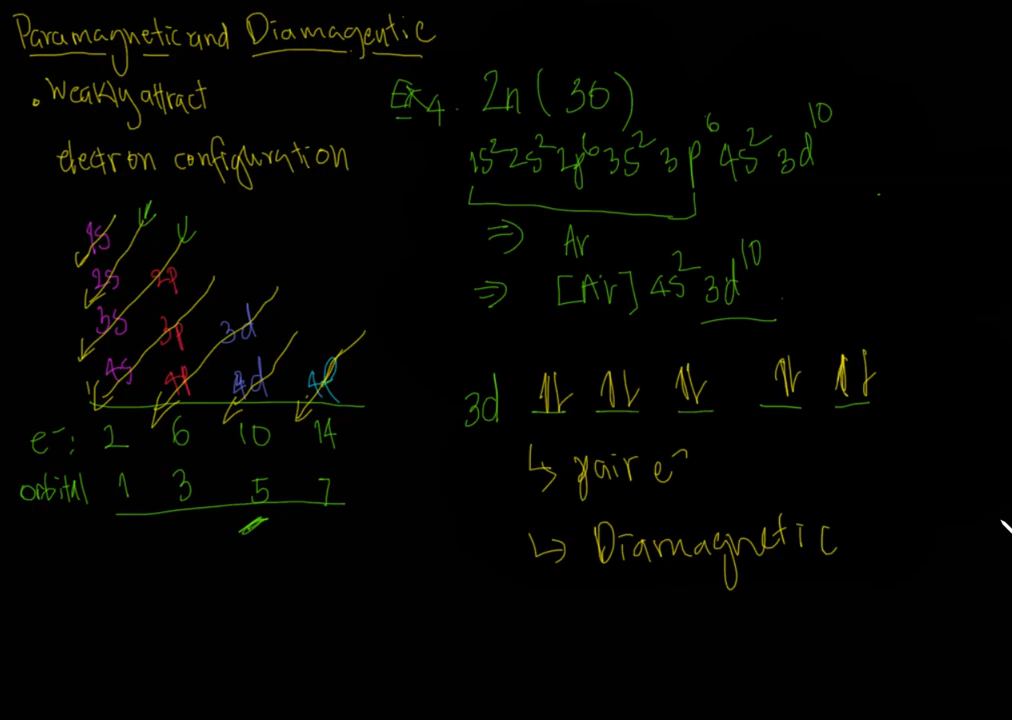 Paramagnetic and Diamageutic
. Weakly attract
electron configuration
1s
2s 2p
3s 3p 3d
4s 4p 4d 4f
e⁻: 2 6 10 14
orbital 1 3 5 7
Ex 4. Zn (30)
1s² 2s² 2p⁶ 3s² 3p⁶ 4s² 3d¹⁰
⇒ Ar
⇒ [Ar] 4s² 3d¹⁰
3d ⥮ ⥮ ⥮ ⥮ ⥮
↳ pair e⁻
↳ Diamagnetic